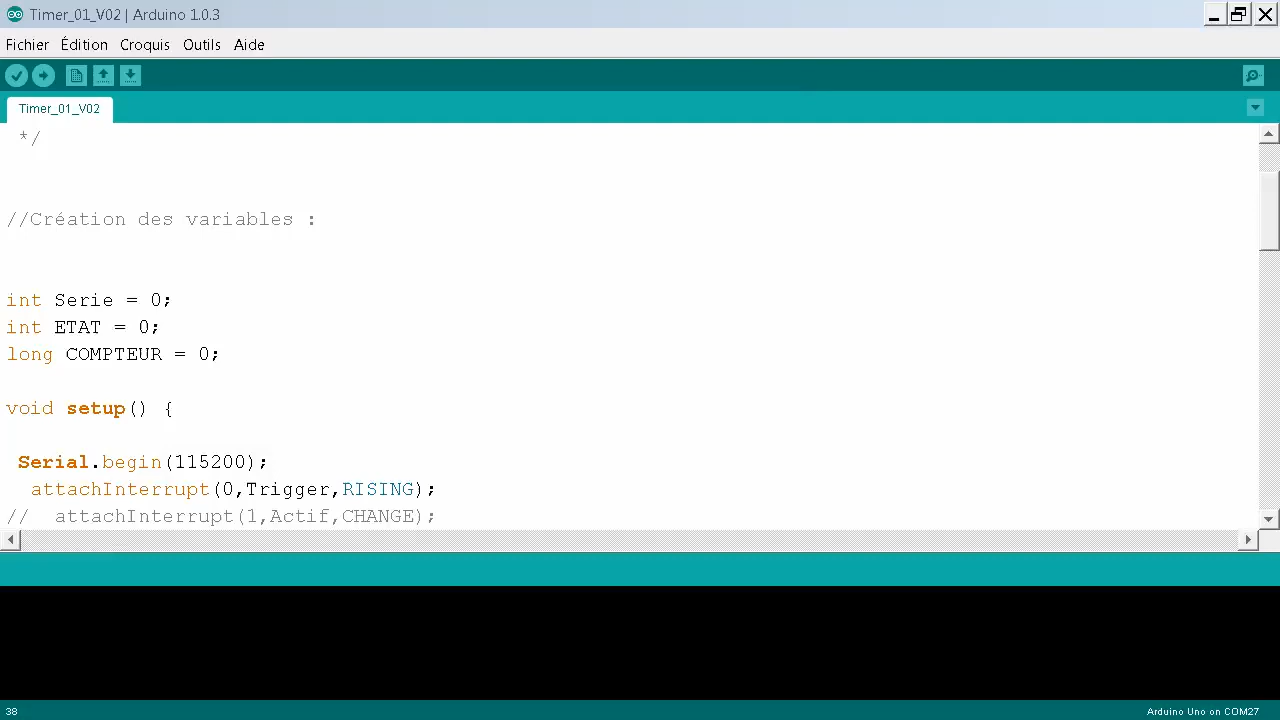 Timer_01_V02 | Arduino 1.0.3
Fichier Édition Croquis Outils Aide
Timer_01_V02
*/
//Création des variables :
int Serie = 0;
int ETAT = 0;
long COMPTEUR = 0;
void setup() {
Serial.begin(115200);
attachInterrupt(0,Trigger,RISING);
// attachInterrupt(1,Actif,CHANGE);
38
Arduino Uno on COM27